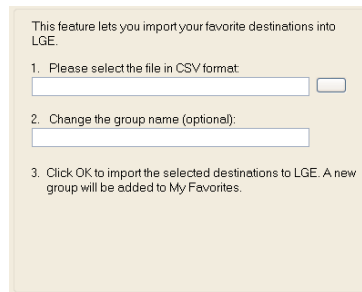 This feature lets you import your favorite destinations into
LGE.
1. Please select the file in CSV format:
2. Change the group name (optional):
3. Click OK to import the selected destinations to LGE. A new
group will be added to My Favorites.